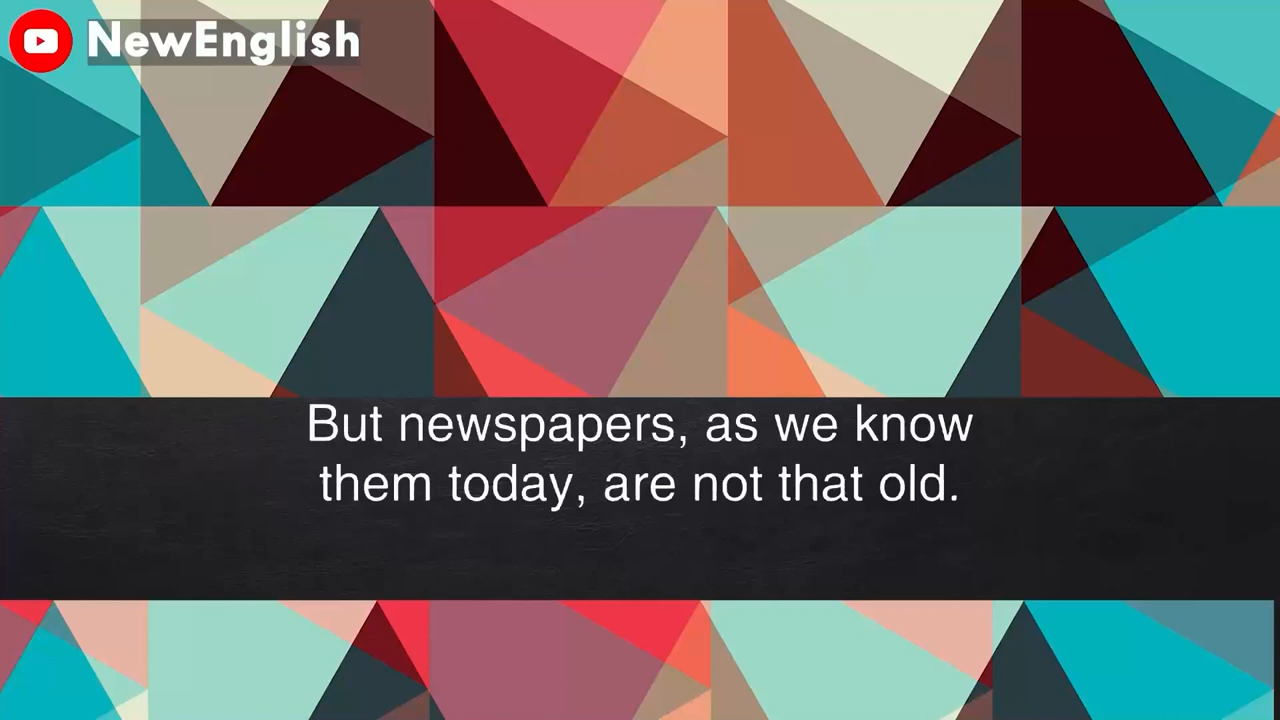 NewEnglish
But newspapers, as we know
them today, are not that old.